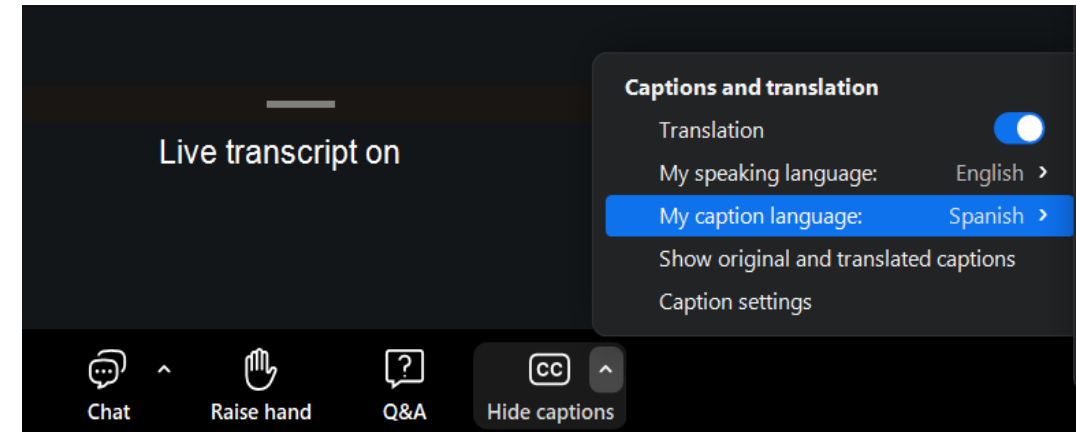 Live transcript on
Captions and translation
Translation
My speaking language: English
My caption language: Spanish
Show original and translated captions
Caption settings
Chat
Raise hand
Q&A
CC
Hide captions